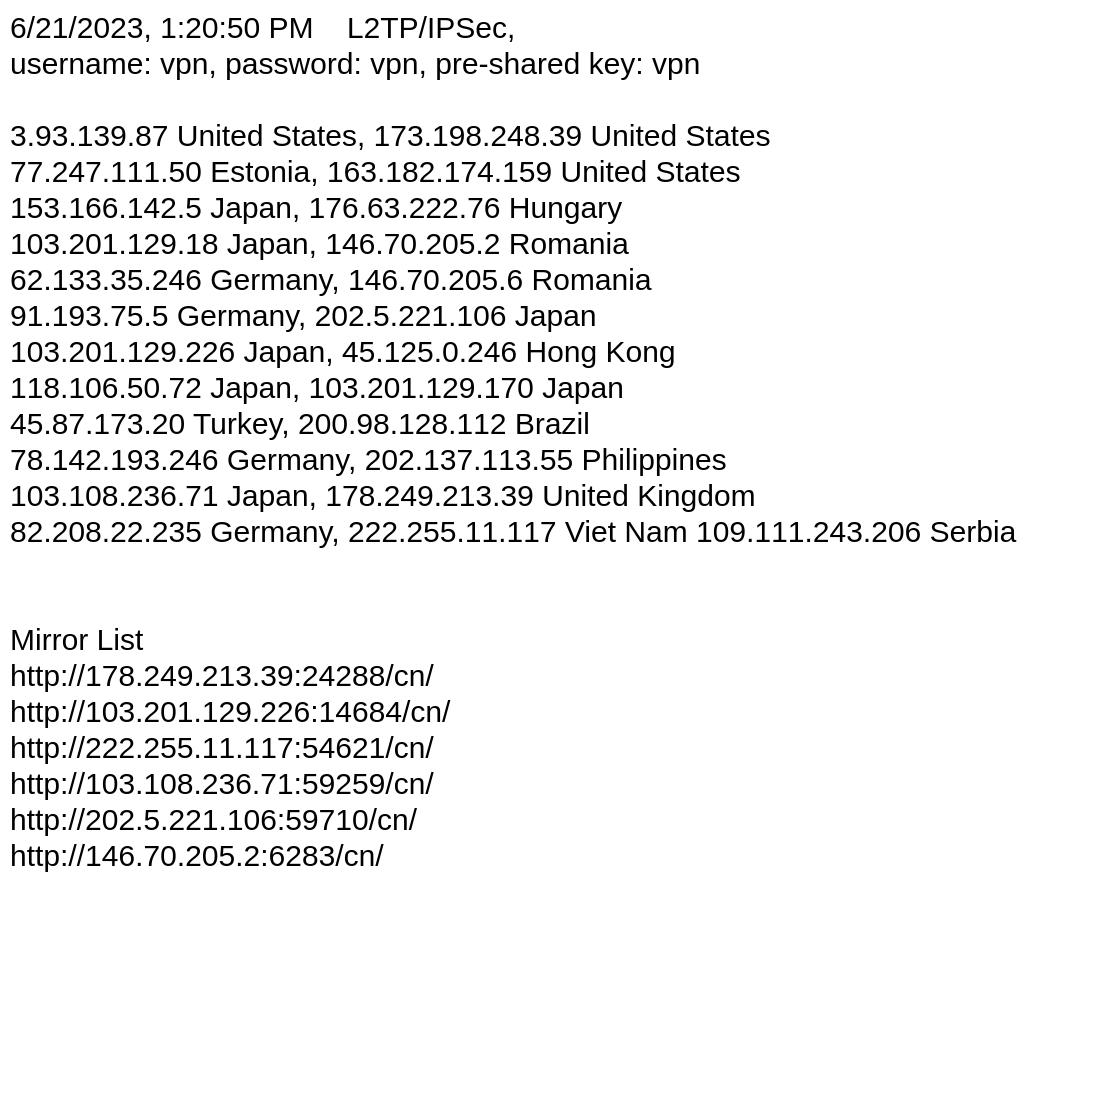 6/21/2023, 1:20:50 PM    L2TP/IPSec,
username: vpn, password: vpn, pre-shared key: vpn
3.93.139.87 United States, 173.198.248.39 United States
77.247.111.50 Estonia, 163.182.174.159 United States
153.166.142.5 Japan, 176.63.222.76 Hungary
103.201.129.18 Japan, 146.70.205.2 Romania
62.133.35.246 Germany, 146.70.205.6 Romania
91.193.75.5 Germany, 202.5.221.106 Japan
103.201.129.226 Japan, 45.125.0.246 Hong Kong
118.106.50.72 Japan, 103.201.129.170 Japan
45.87.173.20 Turkey, 200.98.128.112 Brazil
78.142.193.246 Germany, 202.137.113.55 Philippines
103.108.236.71 Japan, 178.249.213.39 United Kingdom
82.208.22.235 Germany, 222.255.11.117 Viet Nam 109.111.243.206 Serbia
Mirror List
http://178.249.213.39:24288/cn/
http://103.201.129.226:14684/cn/
http://222.255.11.117:54621/cn/
http://103.108.236.71:59259/cn/
http://202.5.221.106:59710/cn/
http://146.70.205.2:6283/cn/